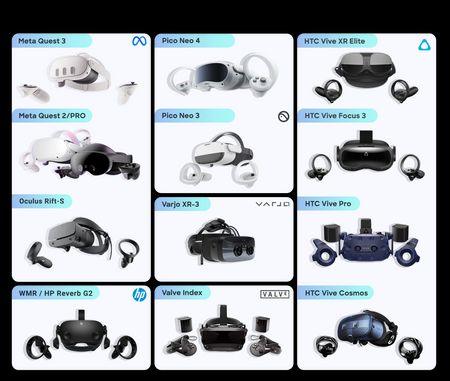 Meta Quest 3
Pico Neo 4
HTC Vive XR Elite
Meta Quest 2/PRO
Pico Neo 3
HTC Vive Focus 3
Oculus Rift-S
Varjo XR-3
VARJO
HTC Vive Pro
WMR / HP Reverb G2
hp
Valve Index
VALVE
HTC Vive Cosmos